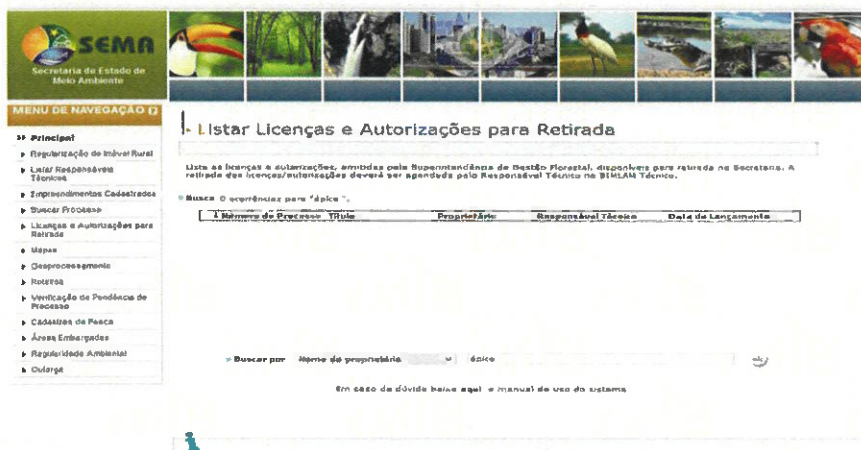 SEMA
Secretaria de Estado de
Meio Ambiente
MENU DE NAVEGAÇÃO
Principal
Regularização de Imóvel Rural
Listar Responsáveis
Técnicos
Empreendimentos Cadastrados
Buscar Processo
Licenças e Autorizações para
Retirada
Mapas
Geoprocessamento
Roteiros
Verificação de Pendência de
Processo
Cadastros de Pesca
Áreas Embargadas
Regularidade Ambiental
Outorga
Listar Licenças e Autorizações para Retirada
Lista as licenças e autorizações, emitidas pela Superintendência de Gestão Florestal, disponíveis para retirada na Secretaria. A
retirada das licenças/autorizações deverá ser agendada pelo Responsável Técnico no SIMLAM Técnico.
Busca 0 ocorrências para "épico ".
Número do Processo Título Proprietário Responsável Técnico Data de Lançamento
Buscar por Nome do proprietário épico
Em caso de dúvida baixe aqui o manual de uso do sistema